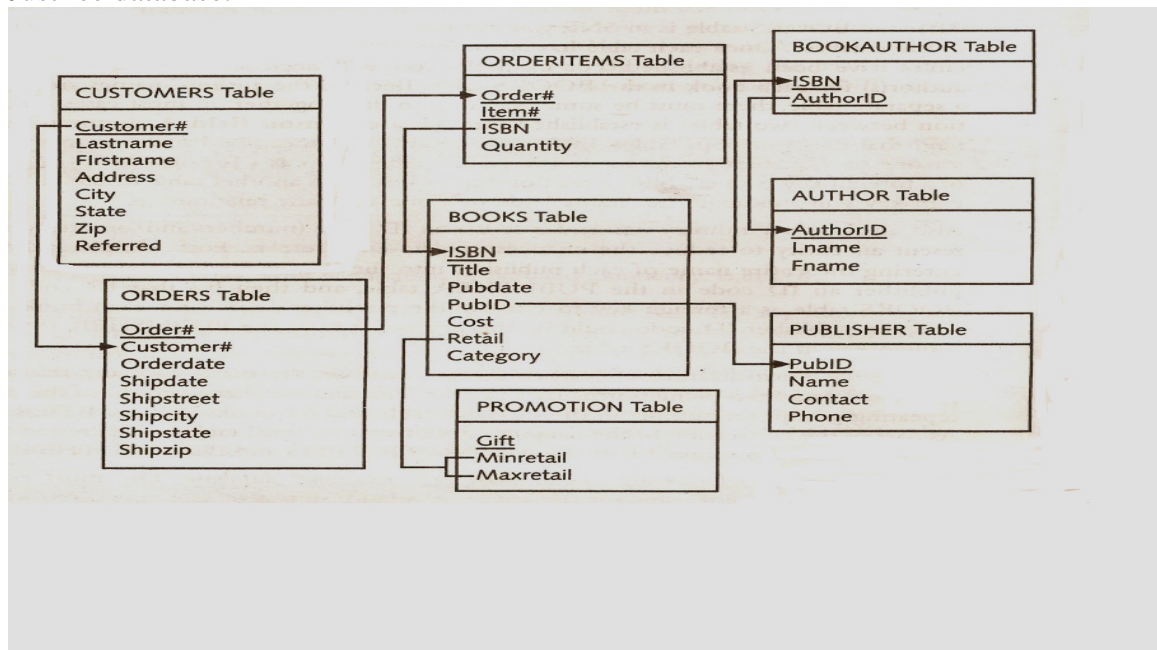 CUSTOMERS Table
Customer#
Lastname
FIrstname
Address
City
State
Zip
Referred
ORDERS Table
Order#
Customer#
Orderdate
Shipdate
Shipstreet
Shipcity
Shipstate
Shipzip
ORDERITEMS Table
Order#
Item#
ISBN
Quantity
BOOKS Table
ISBN
Title
Pubdate
PubID
Cost
Retail
Category
PROMOTION Table
Gift
Minretail
Maxretail
BOOKAUTHOR Table
ISBN
AuthorID
AUTHOR Table
AuthorID
Lname
Fname
PUBLISHER Table
PubID
Name
Contact
Phone